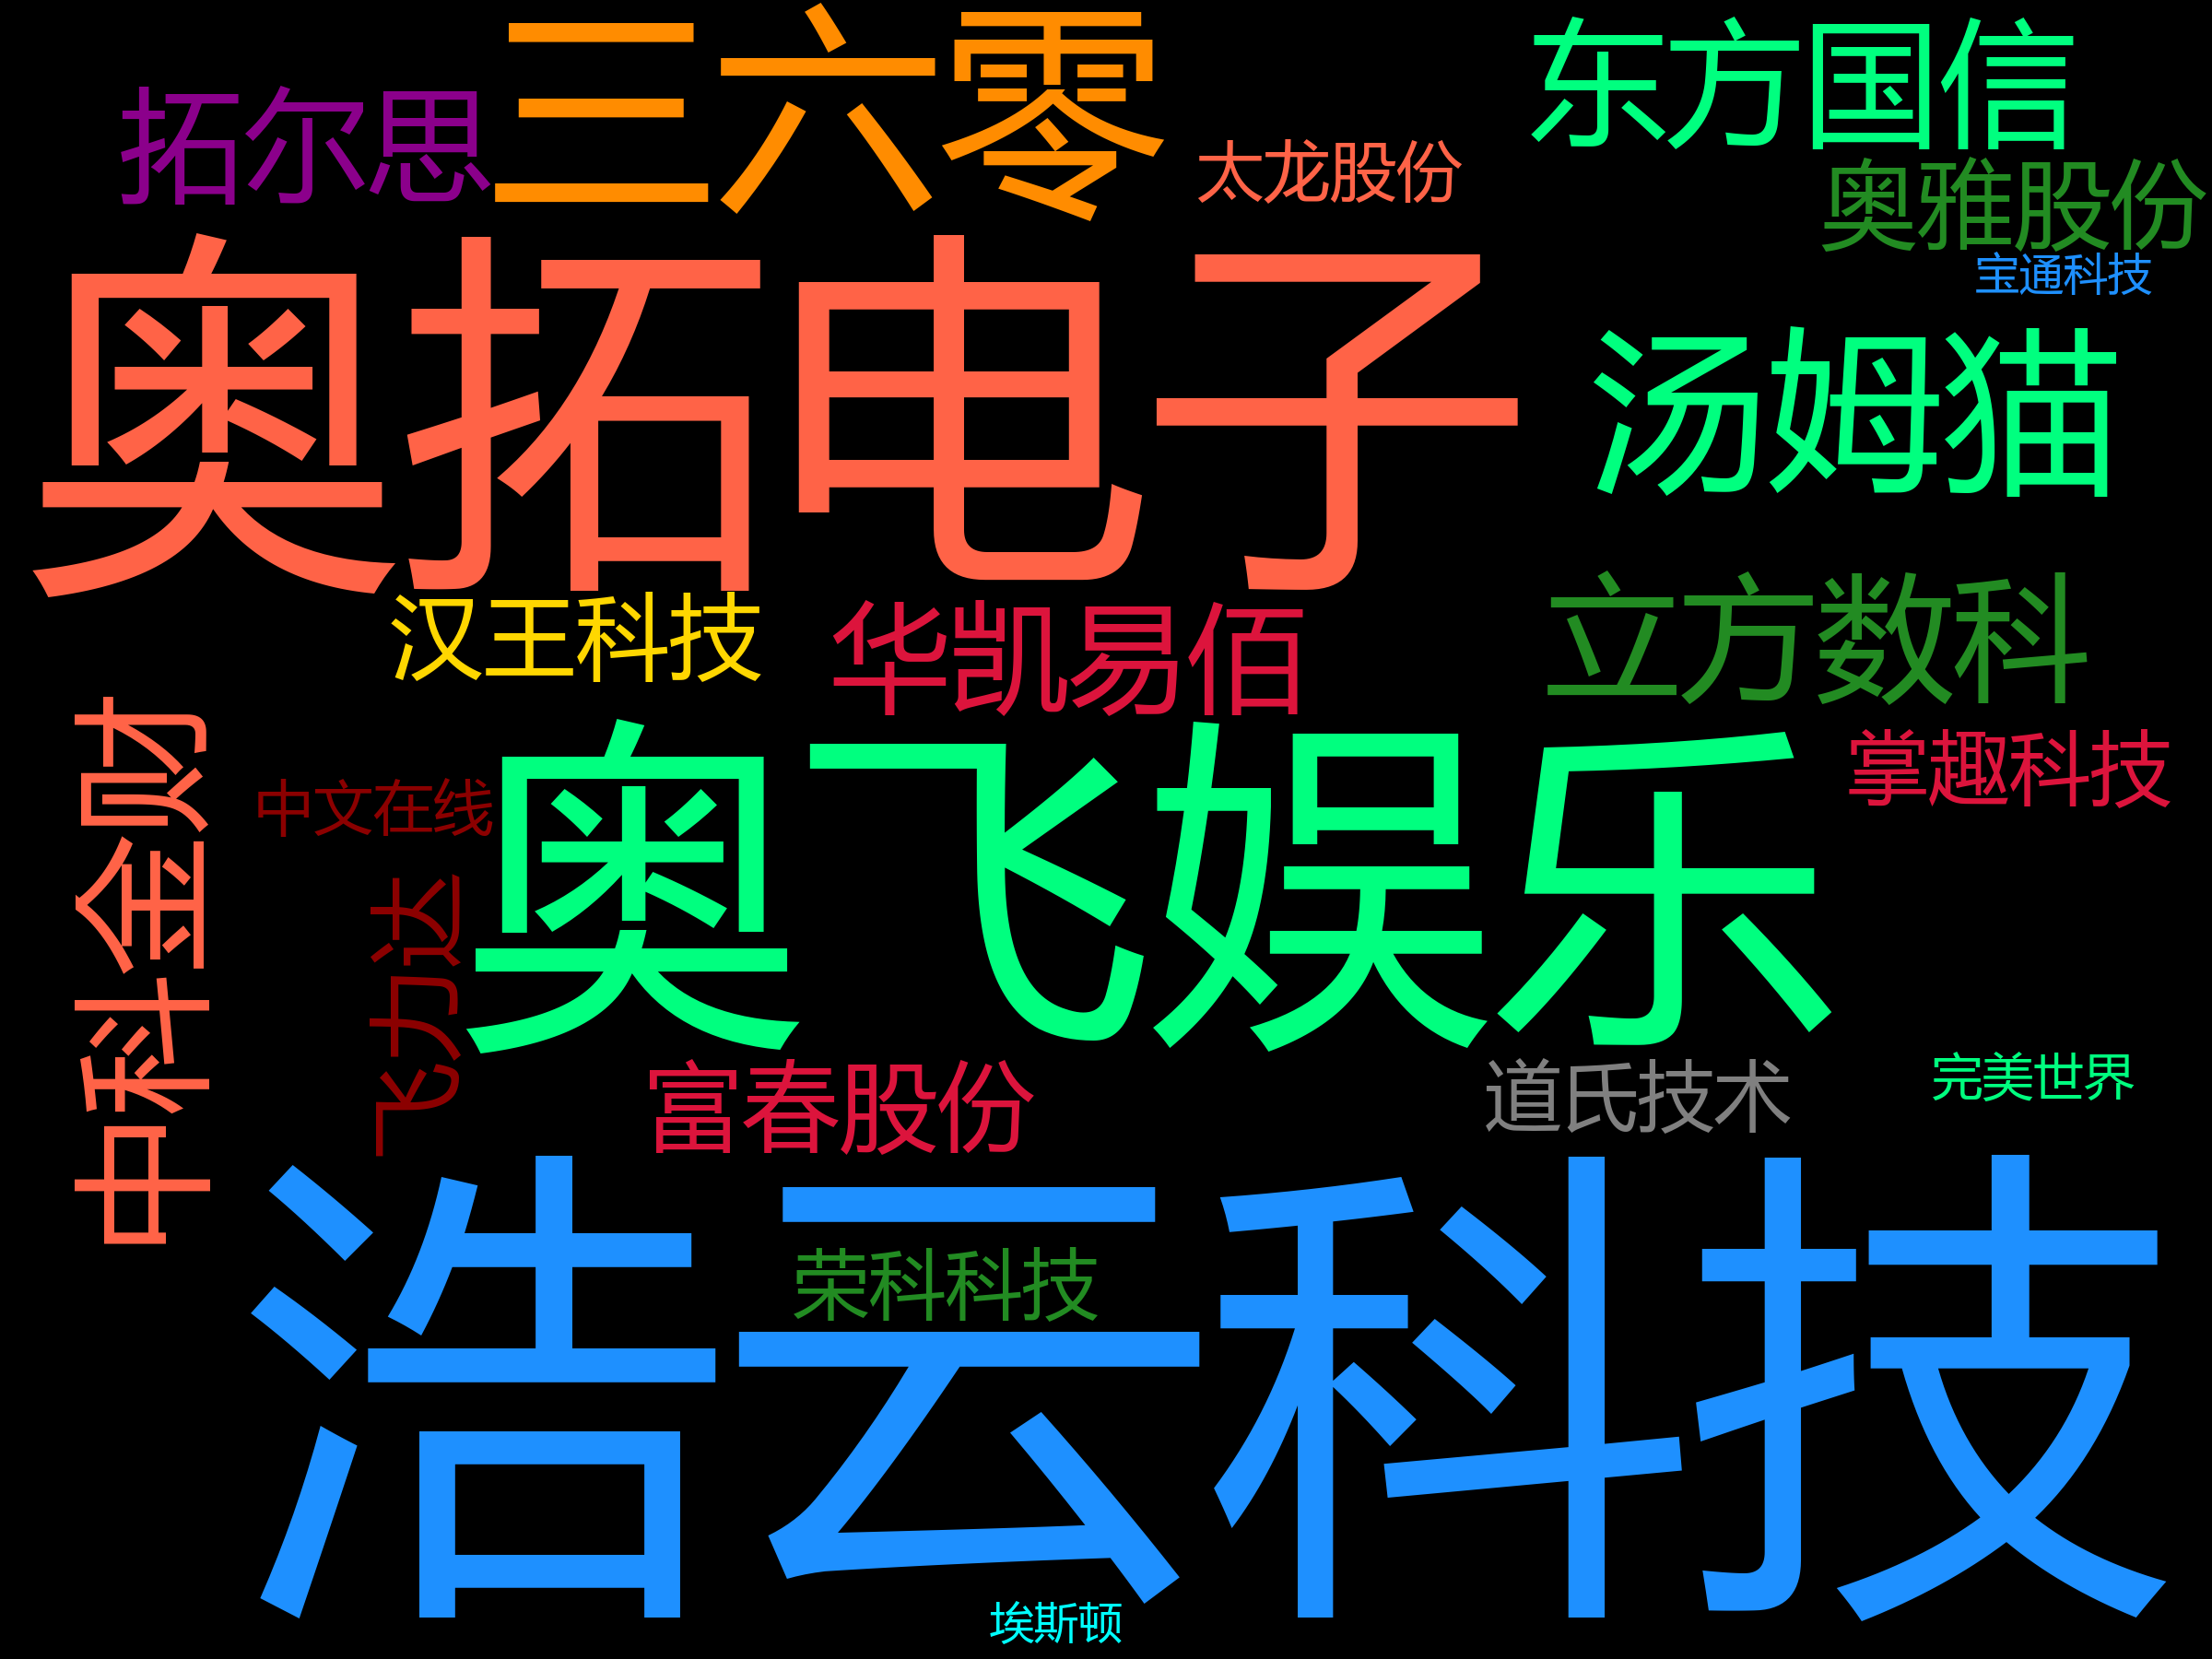 三六零
东方国信
拓尔思
太龙股份
奥雅股份
奥拓电子
宝通科技
汤姆猫
汉王科技
华凯易佰
立方数科
中科金财
中文在线
奥飞娱乐
掌趣科技
飞力达
富春股份
道氏技术
完美世界
浩云科技
荣科科技
埃斯顿